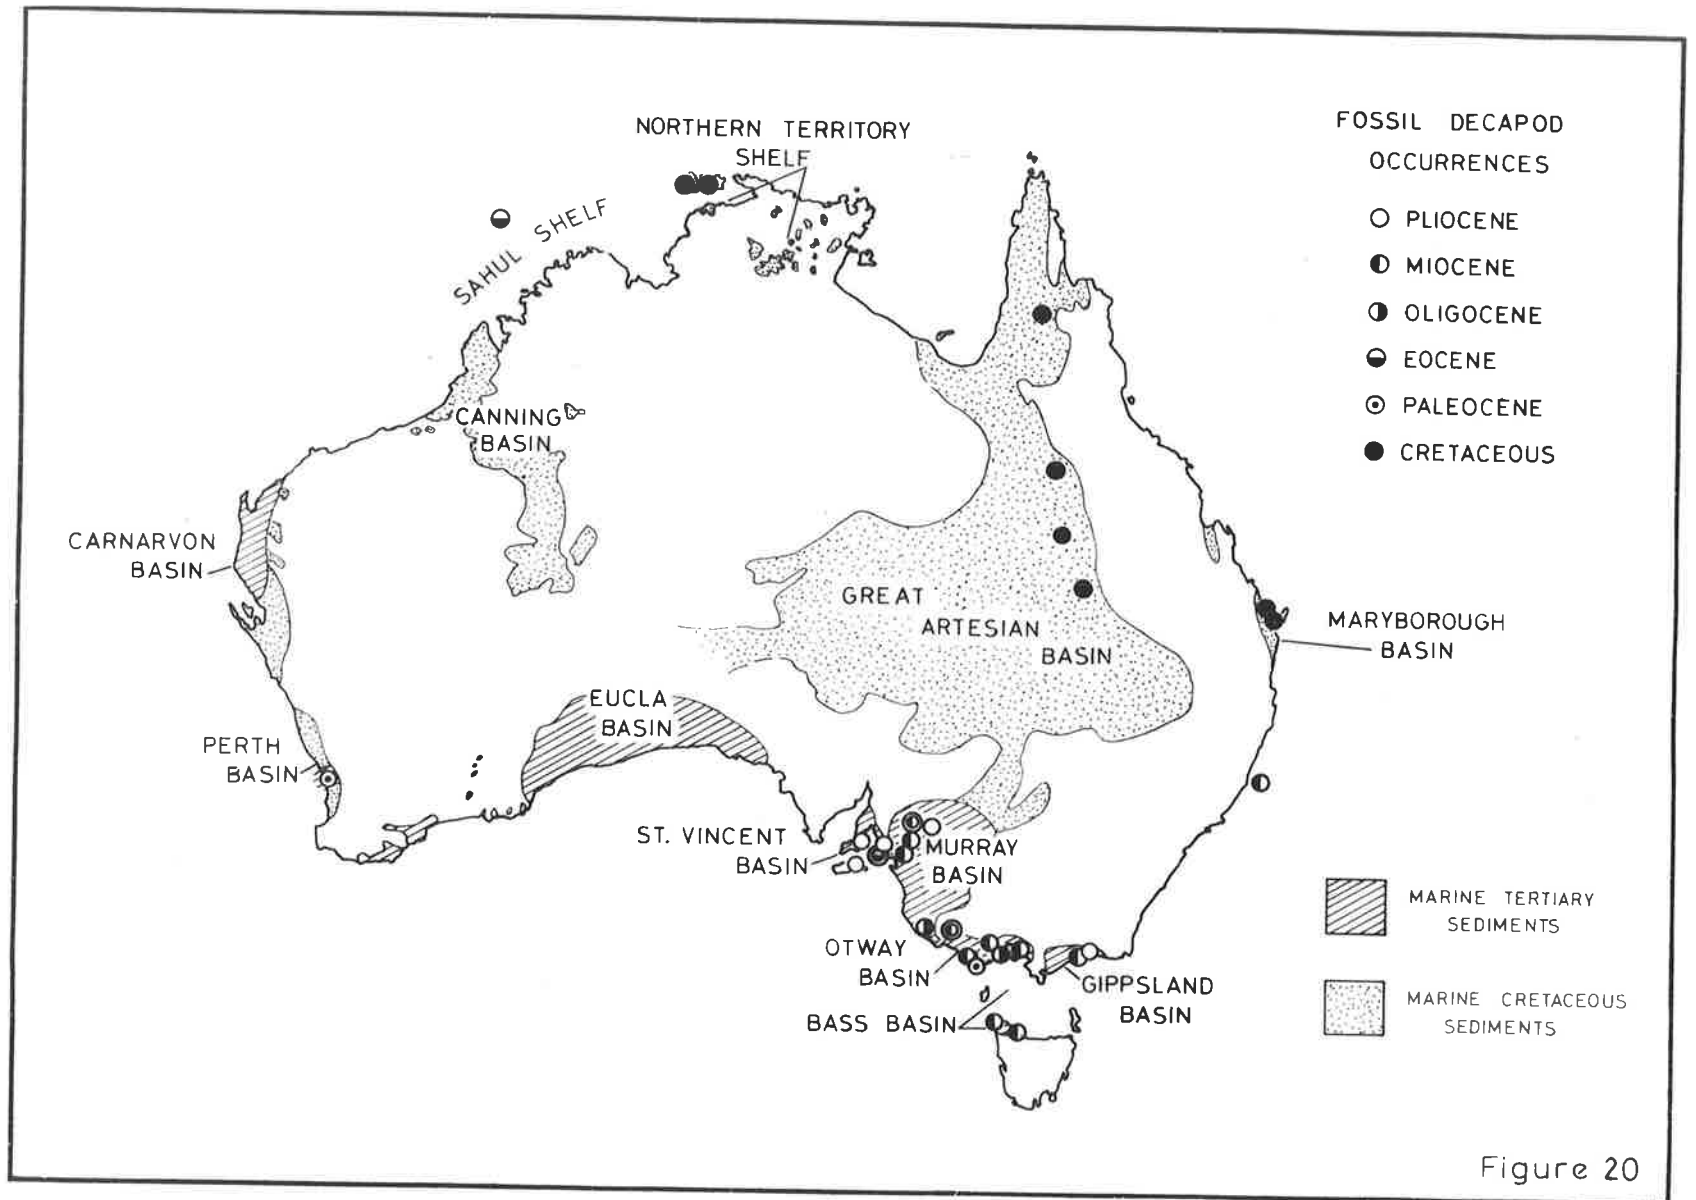 NORTHERN TERRITORY
SHELF
SAHUL SHELF
FOSSIL DECAPOD
OCCURRENCES
PLIOCENE
MIOCENE
OLIGOCENE
EOCENE
PALEOCENE
CRETACEOUS
CANNING
BASIN
CARNARVON
BASIN
GREAT
ARTESIAN
BASIN
MARYBOROUGH
BASIN
EUCLA
BASIN
PERTH
BASIN
ST. VINCENT
BASIN
MURRAY
BASIN
OTWAY
BASIN
GIPPSLAND
BASIN
BASS BASIN
MARINE TERTIARY
SEDIMENTS
MARINE CRETACEOUS
SEDIMENTS
Figure 20